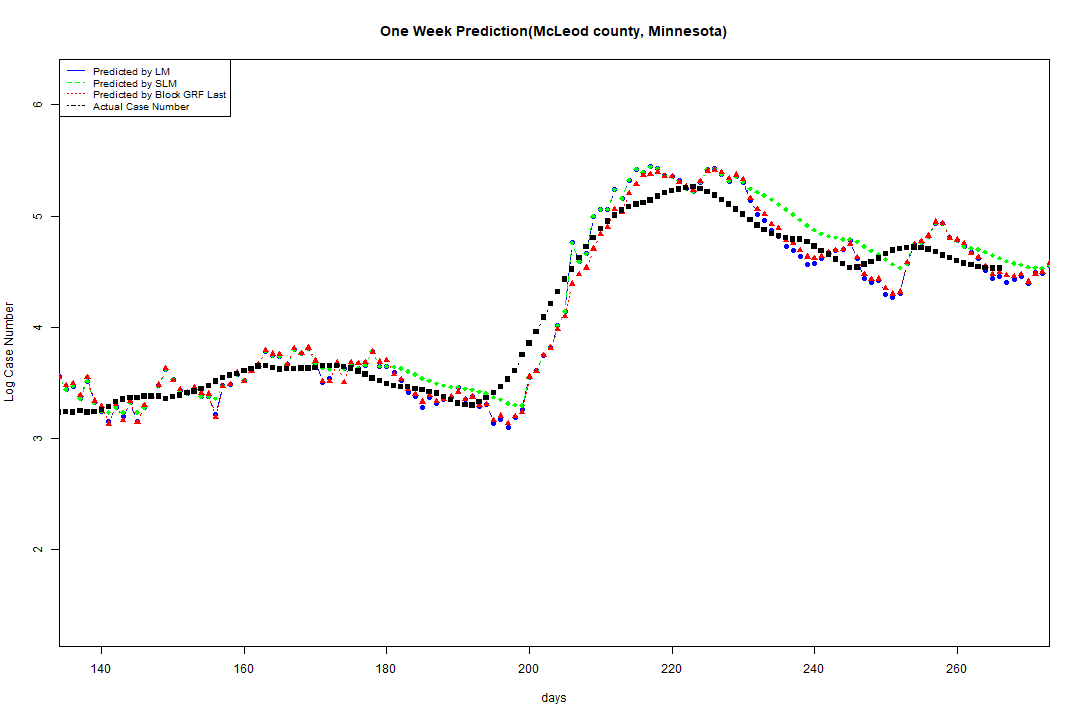 One Week Prediction(McLeod county, Minnesota)
Predicted by LM
Predicted by SLM
Predicted by Block GRF Last
Actual Case Number
6
5
4
3
2
Log Case Number
140 160 180 200 220 240 260
days